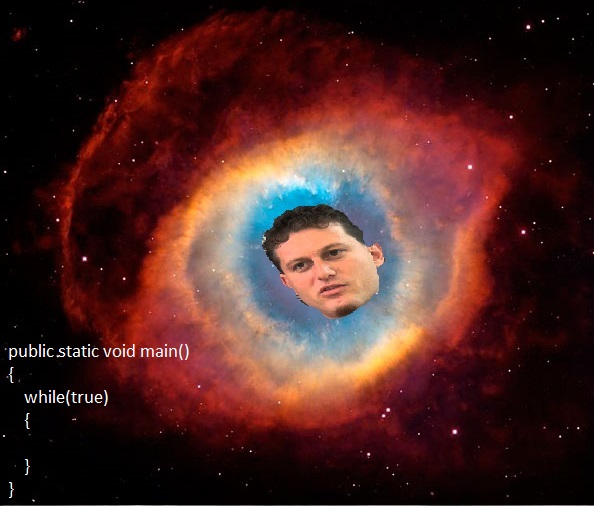 public static void main()
{
while(true)
{
}
}